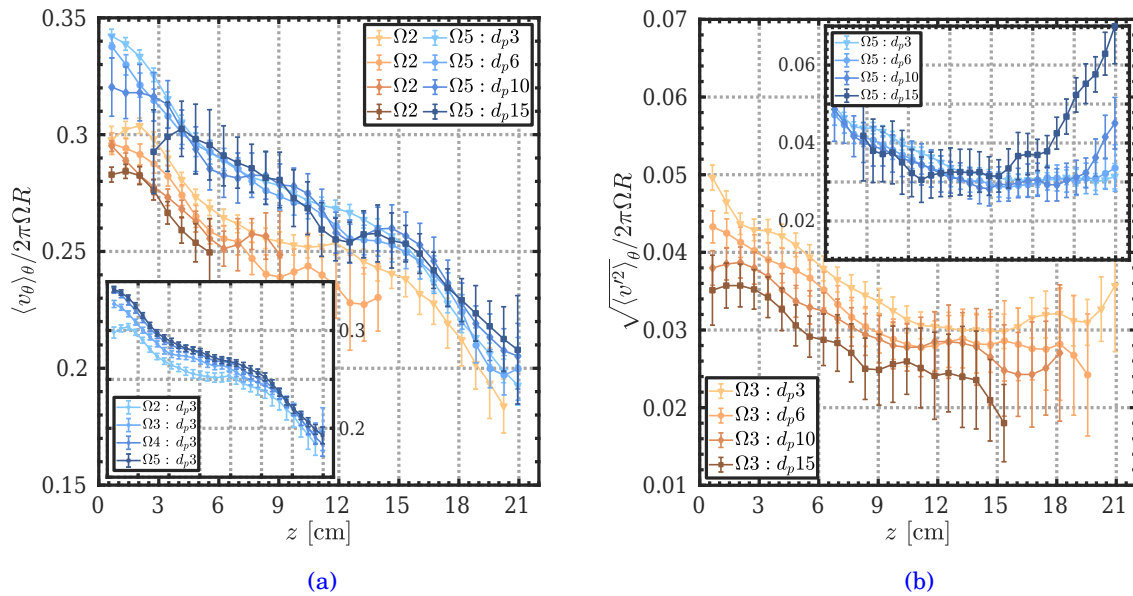 0.35
0.3
0.25
0.2
0.15
⟨v_θ⟩_θ/2πΩR
Ω2 Ω5 : d_p3
Ω2 Ω5 : d_p6
Ω2 Ω5 : d_p10
Ω2 Ω5 : d_p15
0.3
0.2
Ω2 : d_p3
Ω3 : d_p3
Ω4 : d_p3
Ω5 : d_p3
0 3 6 9 12 15 18 21
z [cm]
(a)
0.07
0.06
0.05
0.04
0.03
0.02
0.01
√⟨v'²⟩_θ/2πΩR
Ω5 : d_p3
Ω5 : d_p6
Ω5 : d_p10
Ω5 : d_p15
0.06
0.04
0.02
Ω3 : d_p3
Ω3 : d_p6
Ω3 : d_p10
Ω3 : d_p15
0 3 6 9 12 15 18 21
z [cm]
(b)